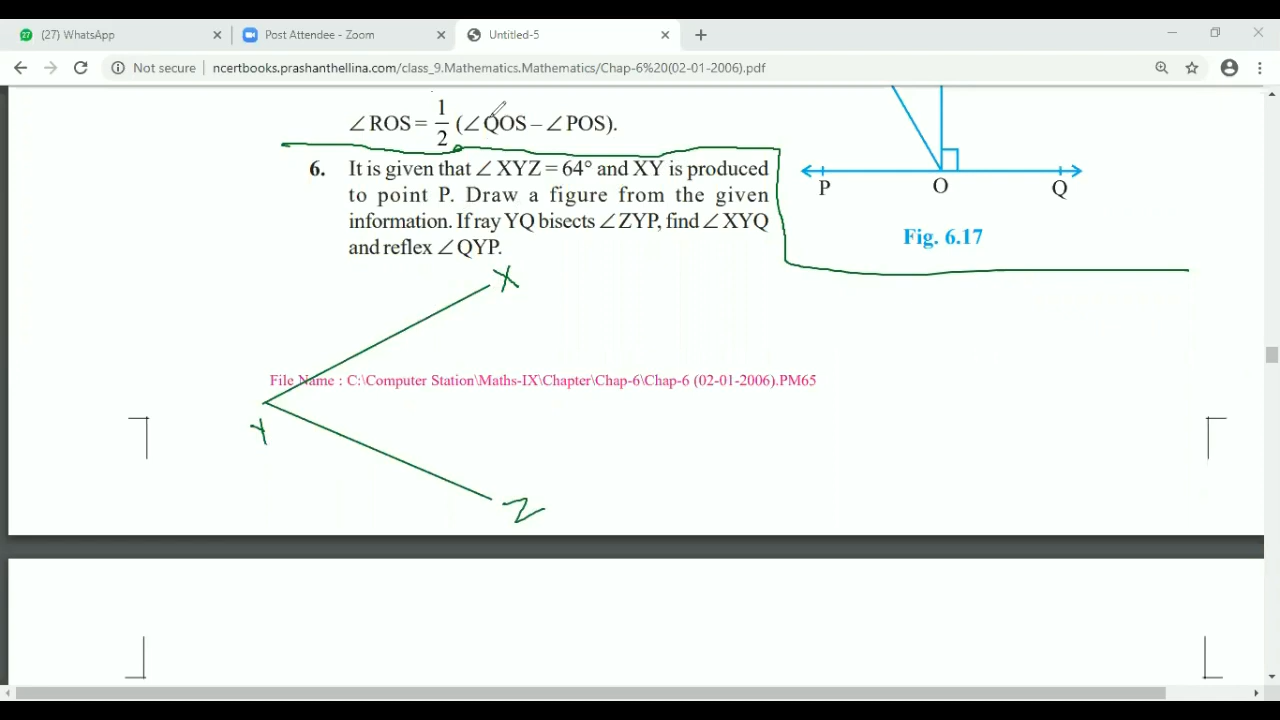 27 (27) WhatsApp
Post Attendee - Zoom
Untitled-5
Not secure
ncertbooks.prashanthellina.com/class_9.Mathematics.Mathematics/Chap-6%20(02-01-2006).pdf
∠ROS = 1/2 (∠QOS – ∠POS).
6. It is given that ∠XYZ = 64° and XY is produced
to point P. Draw a figure from the given
information. If ray YQ bisects ∠ZYP, find ∠XYQ
and reflex ∠QYP.
P
O
Q
Fig. 6.17
X
File Name : C:\Computer Station\Maths-IX\Chapter\Chap-6\Chap-6 (02-01-2006).PM65
Y
Z